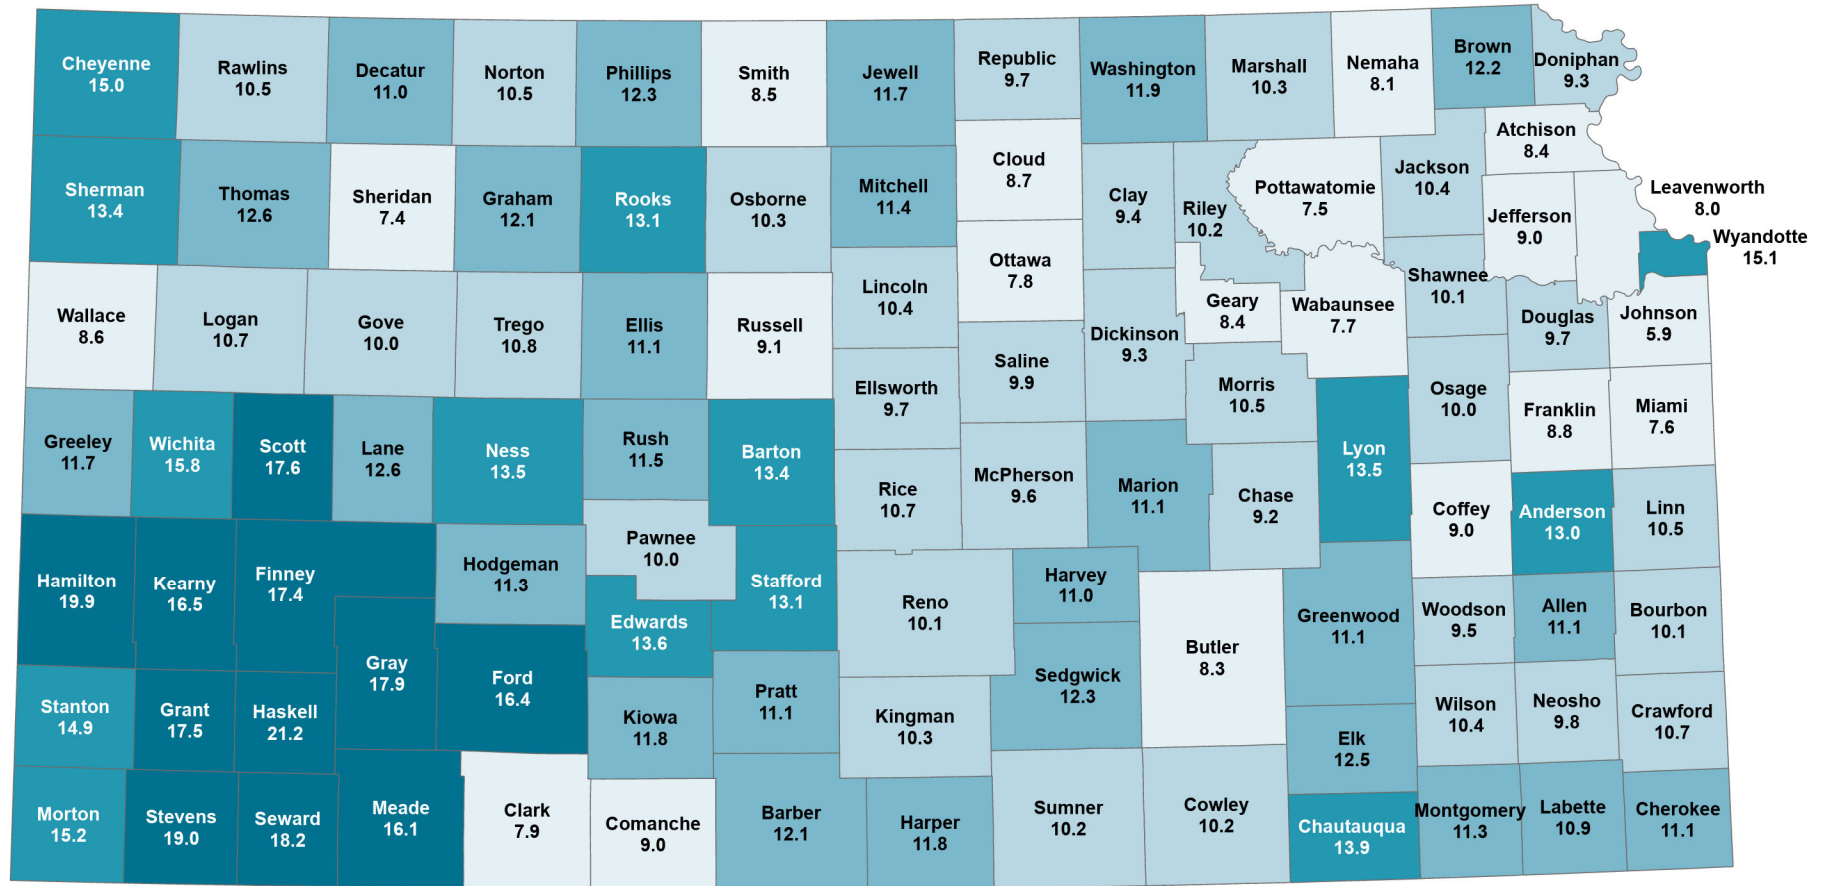 Cheyenne
15.0
Rawlins
10.5
Decatur
11.0
Norton
10.5
Phillips
12.3
Smith
8.5
Jewell
11.7
Republic
9.7
Washington
11.9
Marshall
10.3
Nemaha
8.1
Brown
12.2
Doniphan
9.3
Sherman
13.4
Thomas
12.6
Sheridan
7.4
Graham
12.1
Rooks
13.1
Osborne
10.3
Mitchell
11.4
Cloud
8.7
Clay
9.4
Riley
10.2
Pottawatomie
7.5
Jackson
10.4
Atchison
8.4
Jefferson
9.0
Leavenworth
8.0
Wyandotte
15.1
Wallace
8.6
Logan
10.7
Gove
10.0
Trego
10.8
Ellis
11.1
Russell
9.1
Lincoln
10.4
Ottawa
7.8
Saline
9.9
Dickinson
9.3
Geary
8.4
Wabaunsee
7.7
Shawnee
10.1
Douglas
9.7
Johnson
5.9
Greeley
11.7
Wichita
15.8
Scott
17.6
Lane
12.6
Ness
13.5
Rush
11.5
Barton
13.4
Ellsworth
9.7
Rice
10.7
McPherson
9.6
Marion
11.1
Morris
10.5
Chase
9.2
Lyon
13.5
Osage
10.0
Franklin
8.8
Miami
7.6
Coffey
9.0
Anderson
13.0
Linn
10.5
Hamilton
19.9
Kearny
16.5
Finney
17.4
Hodgeman
11.3
Pawnee
10.0
Edwards
13.6
Stafford
13.1
Reno
10.1
Harvey
11.0
Sedgwick
12.3
Butler
8.3
Greenwood
11.1
Woodson
9.5
Allen
11.1
Bourbon
10.1
Stanton
14.9
Grant
17.5
Haskell
21.2
Gray
17.9
Ford
16.4
Kiowa
11.8
Pratt
11.1
Kingman
10.3
Elk
12.5
Wilson
10.4
Neosho
9.8
Crawford
10.7
Morton
15.2
Stevens
19.0
Seward
18.2
Meade
16.1
Clark
7.9
Comanche
9.0
Barber
12.1
Harper
11.8
Sumner
10.2
Cowley
10.2
Chautauqua
13.9
Montgomery
11.3
Labette
10.9
Cherokee
11.1